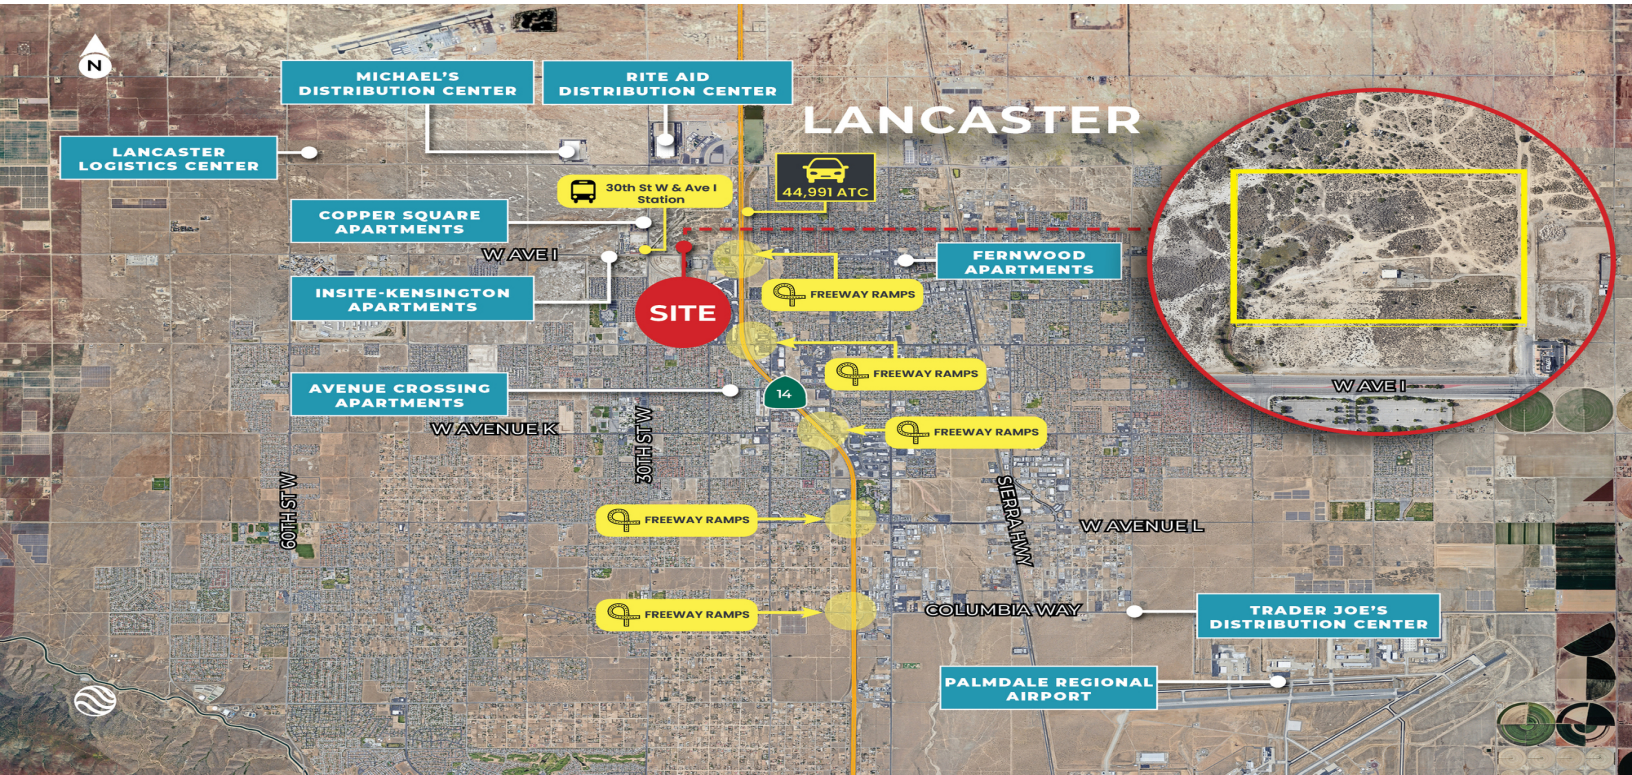 N
MICHAEL'S
DISTRIBUTION CENTER
RITE AID
DISTRIBUTION CENTER
LANCASTER
LANCASTER
LOGISTICS CENTER
44,991 ATC
30th St W & Ave I
Station
COPPER SQUARE
APARTMENTS
W AVE I
FERNWOOD
APARTMENTS
INSITE-KENSINGTON
APARTMENTS
FREEWAY RAMPS
SITE
FREEWAY RAMPS
W AVE I
AVENUE CROSSING
APARTMENTS
14
W AVENUE K
30TH ST W
FREEWAY RAMPS
60TH ST W
SIERRA HWY
FREEWAY RAMPS
W AVENUE L
FREEWAY RAMPS
COLUMBIA WAY
TRADER JOE'S
DISTRIBUTION CENTER
PALMDALE REGIONAL
AIRPORT